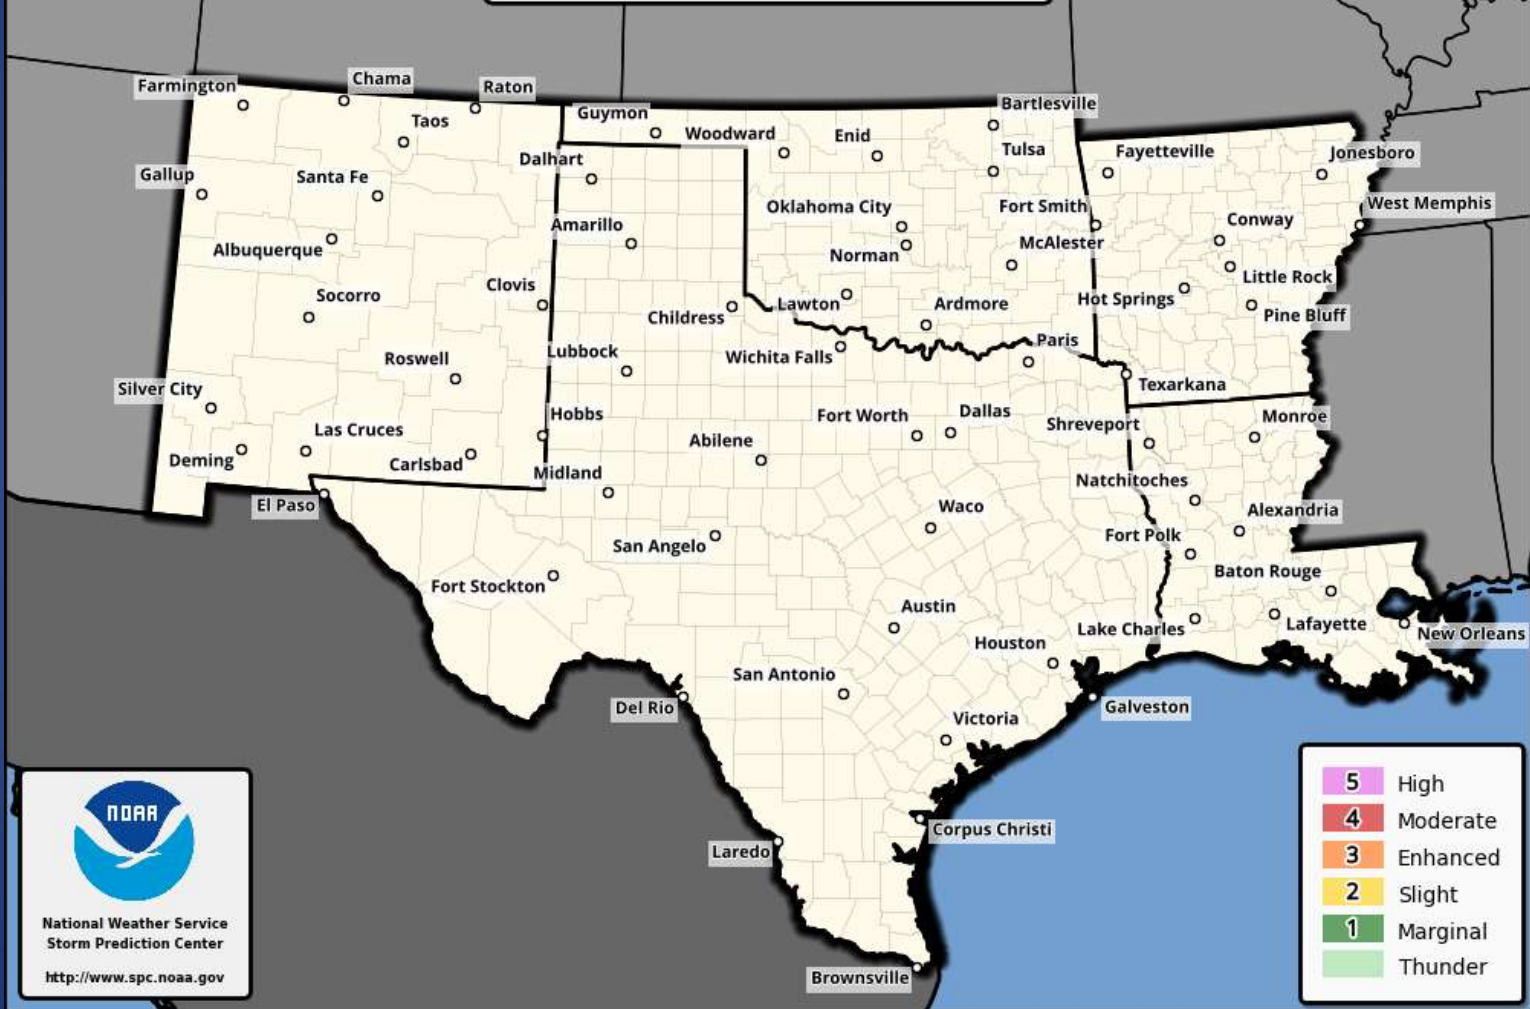 Farmington
Chama
Raton
Taos
Guymon
Woodward
Enid
Bartlesville
Tulsa
Fayetteville
Jonesboro
Gallup
Santa Fe
Dalhart
Oklahoma City
Fort Smith
West Memphis
Albuquerque
Amarillo
Norman
McAlester
Conway
Little Rock
Socorro
Clovis
Childress
Lawton
Ardmore
Hot Springs
Pine Bluff
Roswell
Lubbock
Wichita Falls
Paris
Texarkana
Silver City
Las Cruces
Hobbs
Abilene
Fort Worth
Dallas
Shreveport
Monroe
Deming
Carlsbad
Midland
Natchitoches
El Paso
San Angelo
Waco
Fort Polk
Alexandria
Fort Stockton
Austin
Baton Rouge
Houston
Lake Charles
Lafayette
New Orleans
San Antonio
Del Rio
Victoria
Galveston
Laredo
Corpus Christi
Brownsville
NOAA
National Weather Service
Storm Prediction Center
http://www.spc.noaa.gov
5 High
4 Moderate
3 Enhanced
2 Slight
1 Marginal
Thunder